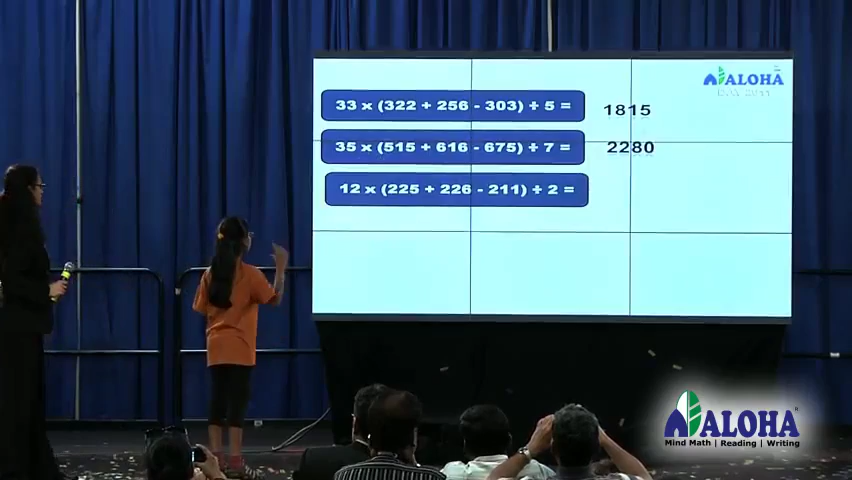 ALOHA
33 x (322 + 256 - 303) ÷ 5 = 1815
35 x (515 + 616 - 675) ÷ 7 = 2280
12 x (225 + 226 - 211) ÷ 2 =
ALOHA
Mind Math | Reading | Writing